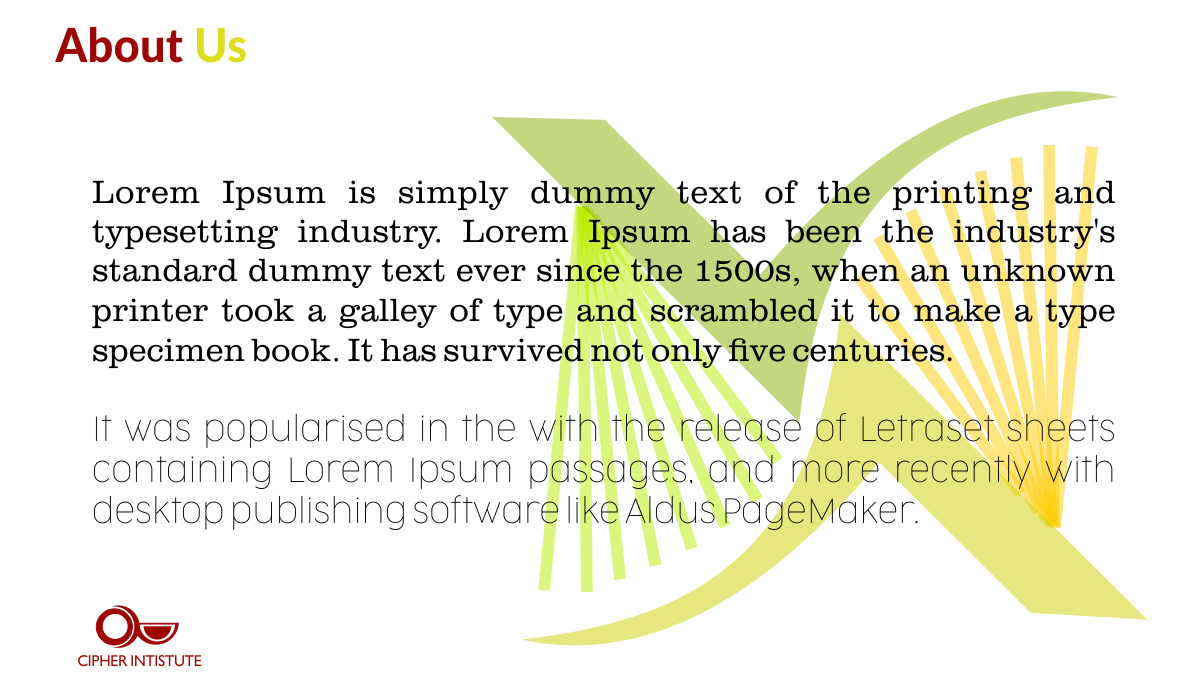 About Us
Lorem Ipsum is simply dummy text of the printing and
typesetting industry. Lorem Ipsum has been the industry's
standard dummy text ever since the 1500s, when an unknown
printer took a galley of type and scrambled it to make a type
specimen book. It has survived not only five centuries.
It was popularised in the with the release of Letraset sheets
containing Lorem Ipsum passages, and more recently with
desktop publishing software like Aldus PageMaker.
CIPHER INTISTUTE